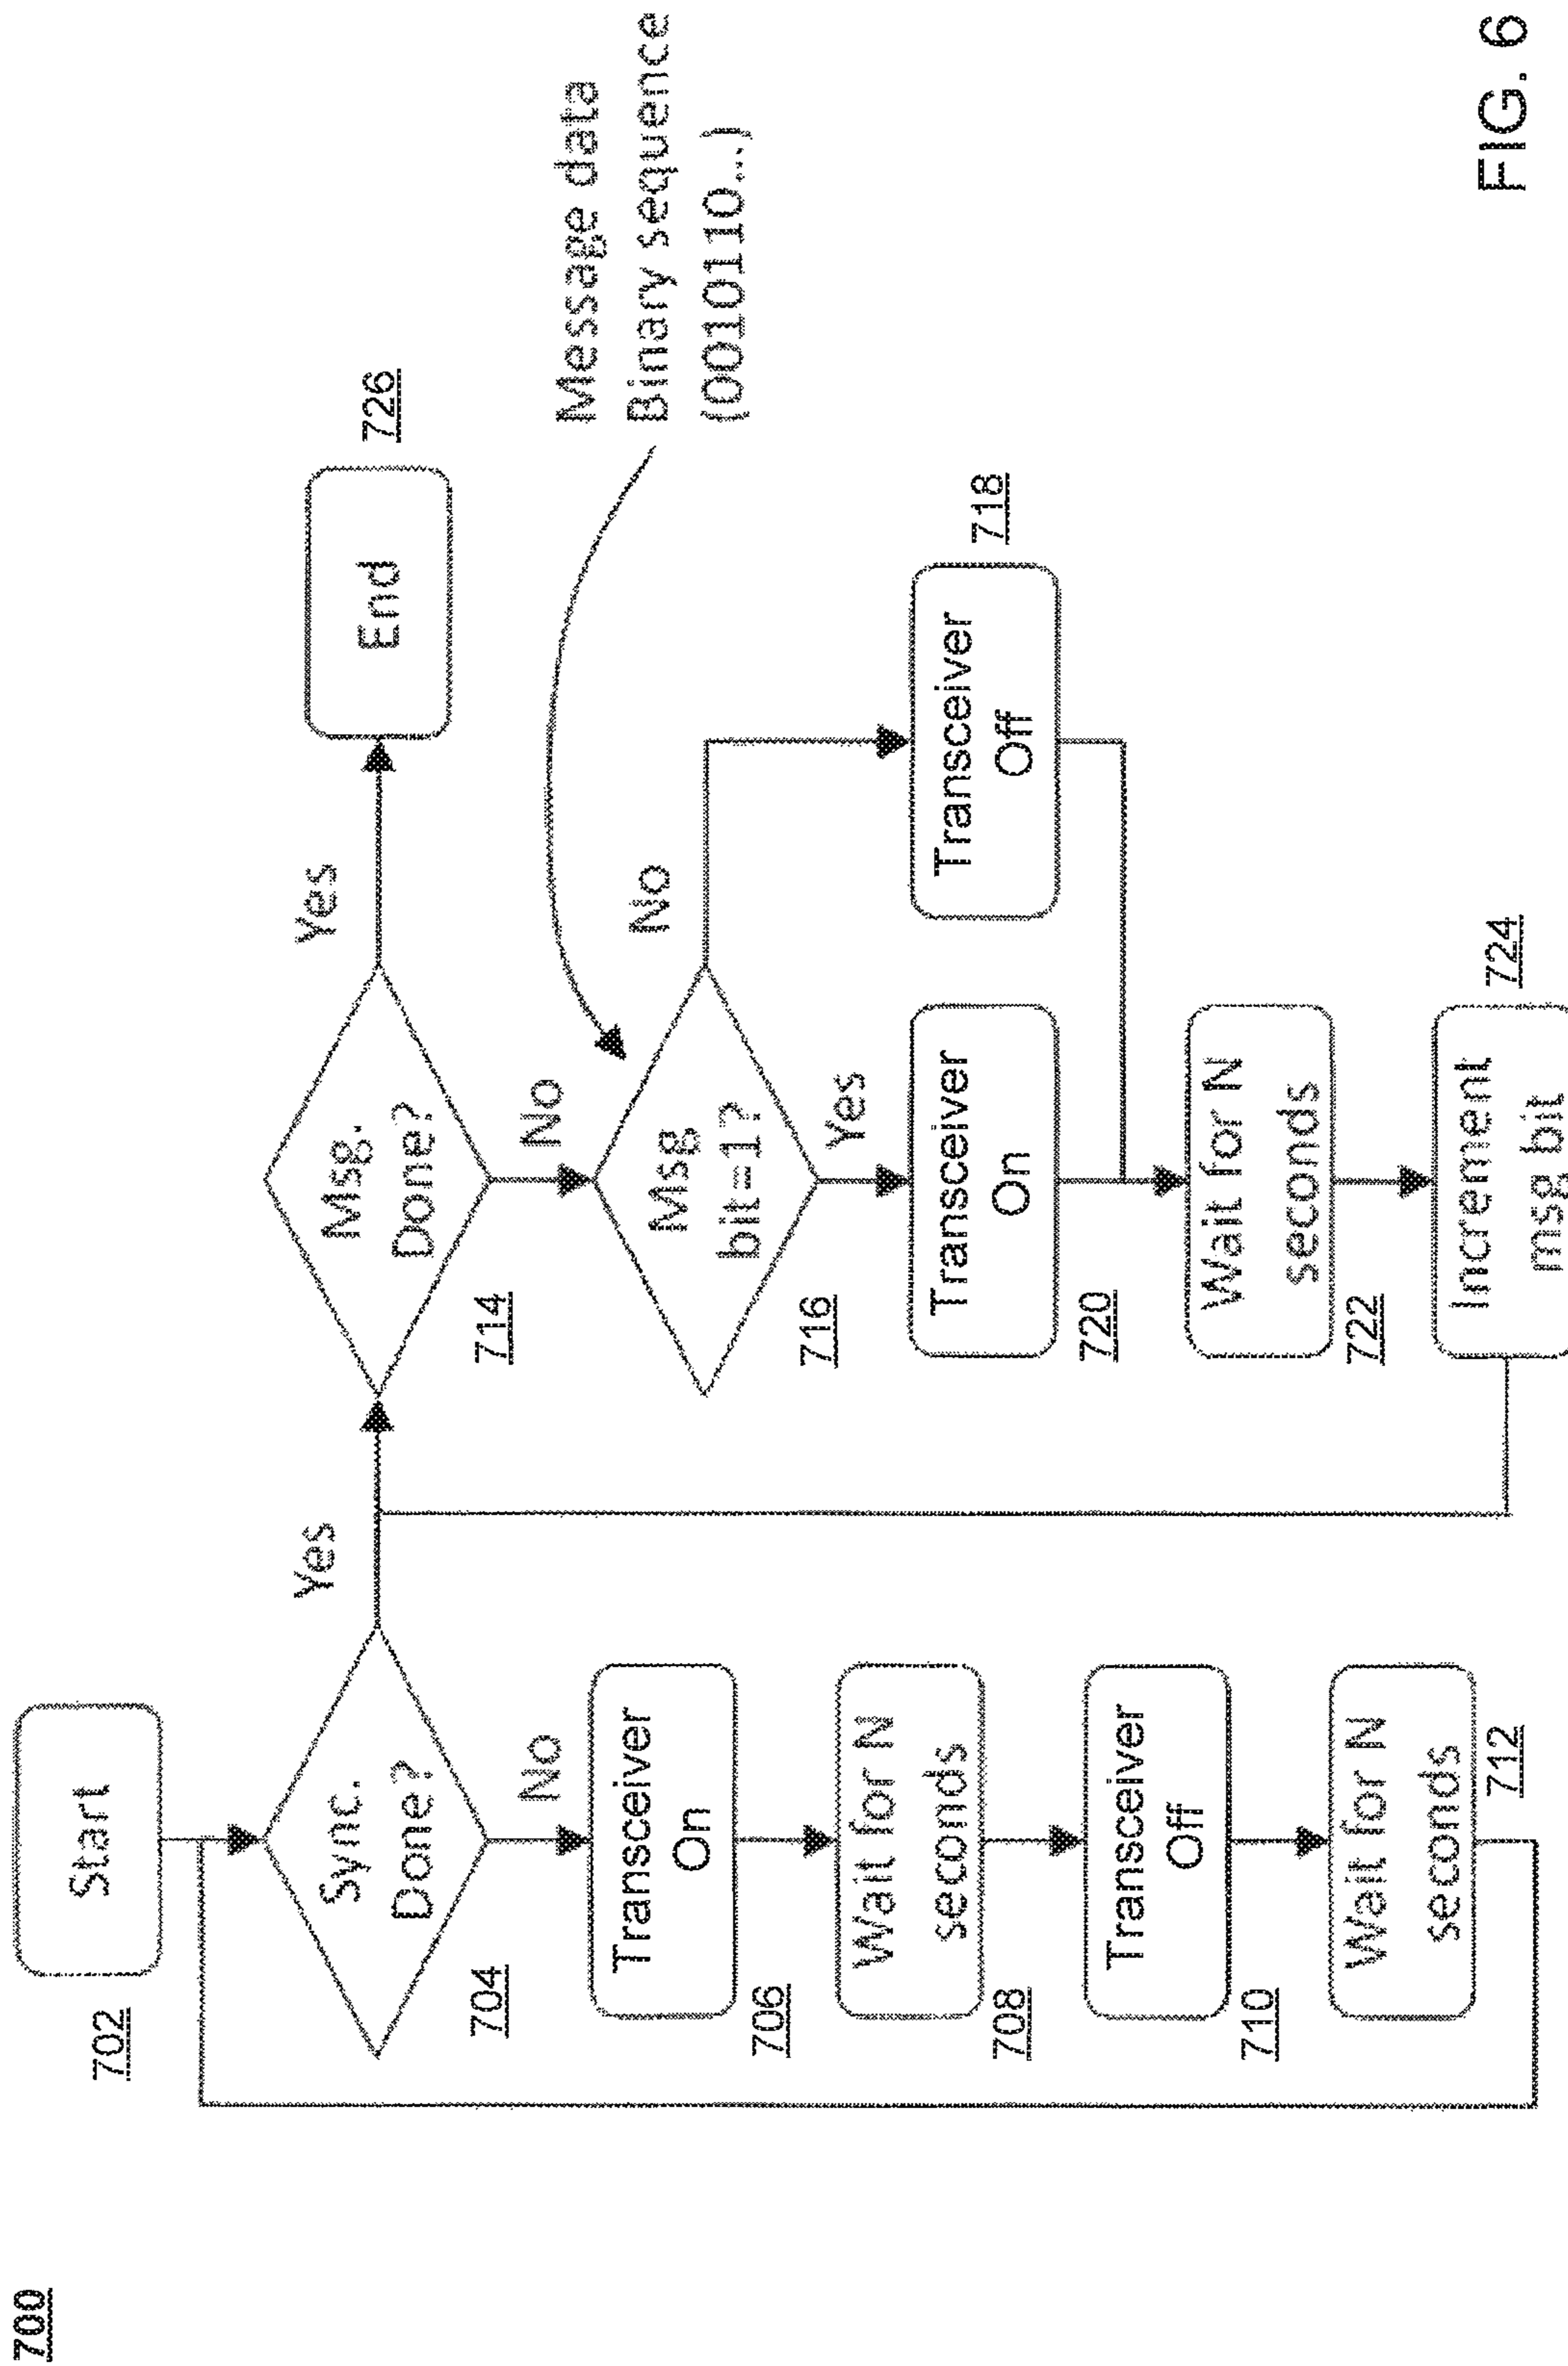 700
702
Start
Sync.
Done?
704
Yes
No
Transceiver
On
706
Wait for N
seconds
708
Transceiver
Off
710
Wait for N
seconds
712
Msg.
Done?
714
Yes
End
726
No
Message data
Binary sequence
(0010110...)
Msg
bit=1?
716
No
Yes
Transceiver
On
720
Transceiver
Off
718
Wait for N
seconds
722
Increment
msg bit
724
FIG. 6